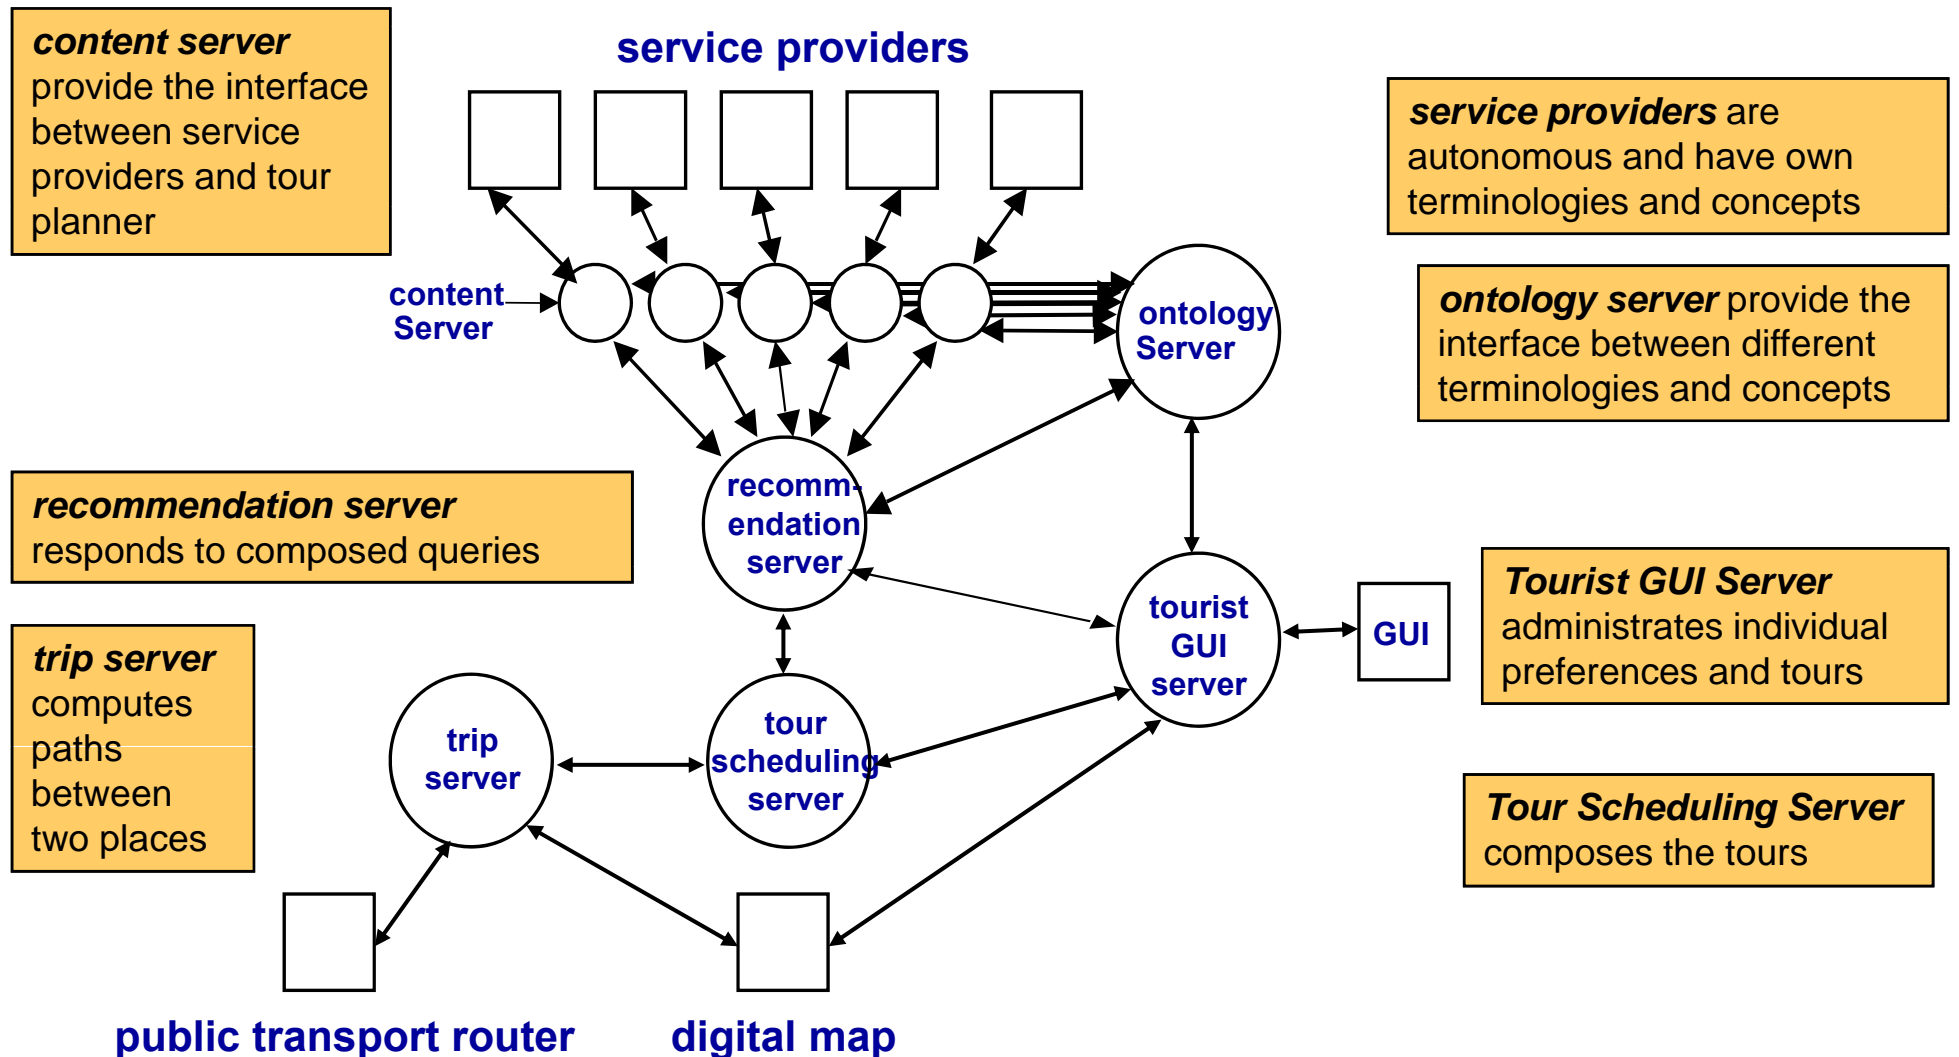 content server
provide the interface
between service
providers and tour
planner
service providers
service providers are
autonomous and have own
terminologies and concepts
content
Server
ontology
Server
ontology server provide the
interface between different
terminologies and concepts
recommendation server
responds to composed queries
recomm-
endation
server
tourist
GUI
server
GUI
Tourist GUI Server
administrates individual
preferences and tours
trip server
computes
paths
between
two places
trip
server
tour
scheduling
server
Tour Scheduling Server
composes the tours
public transport router
digital map